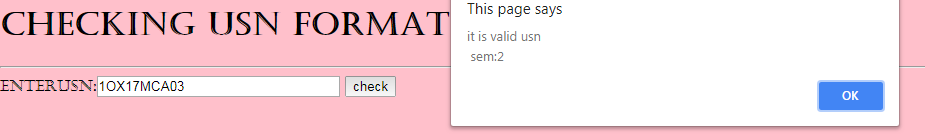 CHECKING USN FORMAT
ENTERUSN:1OX17MCA03 check
This page says
it is valid usn
sem:2
OK